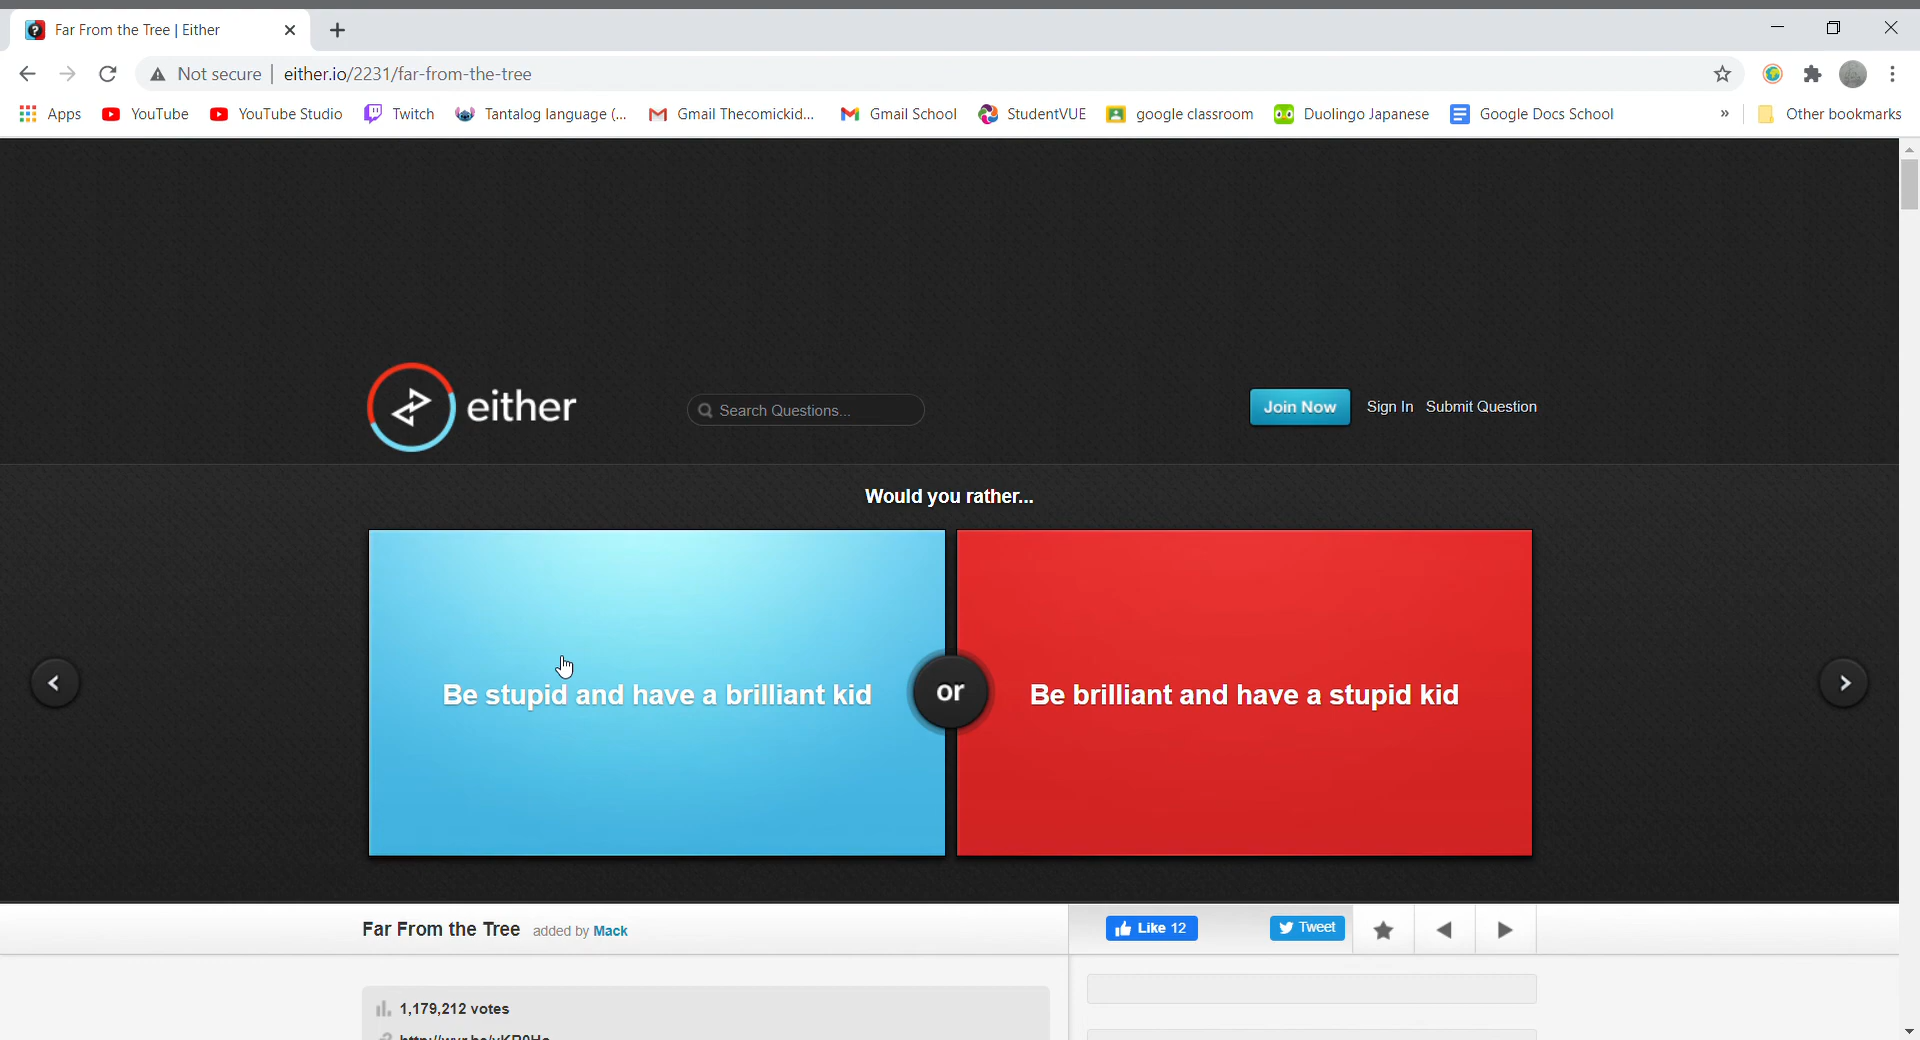 Far From the Tree | Either
Not secure | either.io/2231/far-from-the-tree
Apps YouTube YouTube Studio Twitch Tantalog language (... Gmail Thecomickid... Gmail School StudentVUE google classroom Duolingo Japanese Google Docs School » Other bookmarks
either Search Questions... Join Now Sign In Submit Question
Would you rather...
Be stupid and have a brilliant kid or Be brilliant and have a stupid kid
Far From the Tree added by Mack Like 12 Tweet
1,179,212 votes